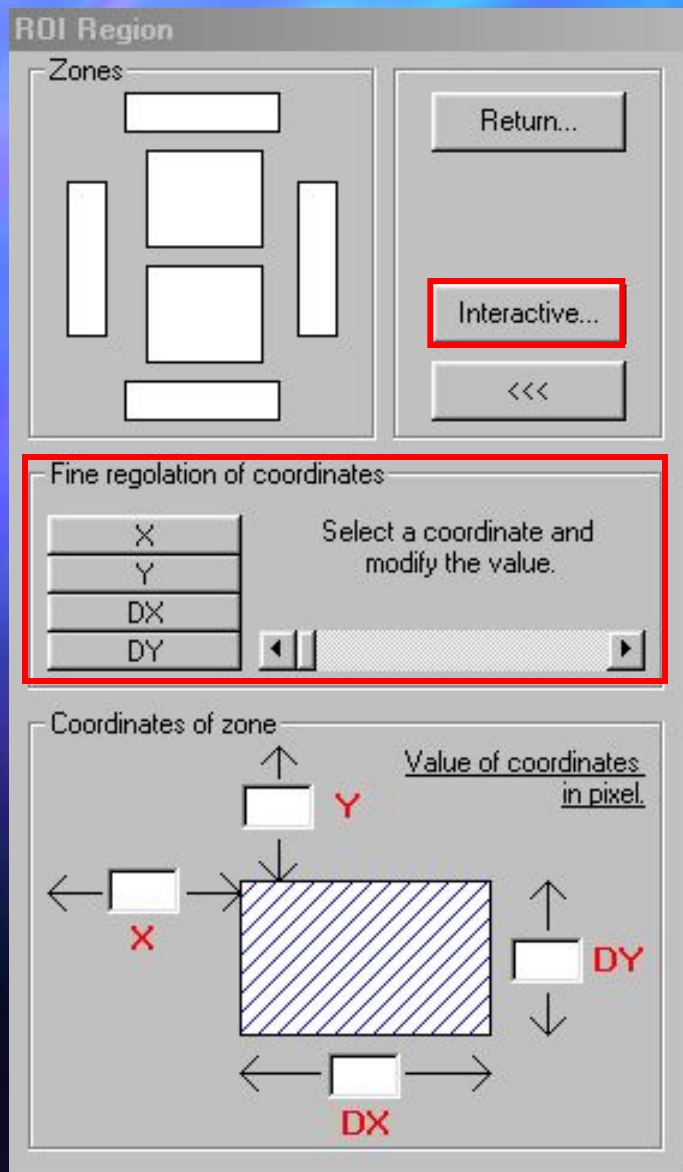 ROI Region
Zones
Return...
Interactive...
<<<
Fine regolation of coordinates
X
Y
DX
DY
Select a coordinate and
modify the value.
Coordinates of zone
Value of coordinates
in pixel.
Y
X
DY
DX